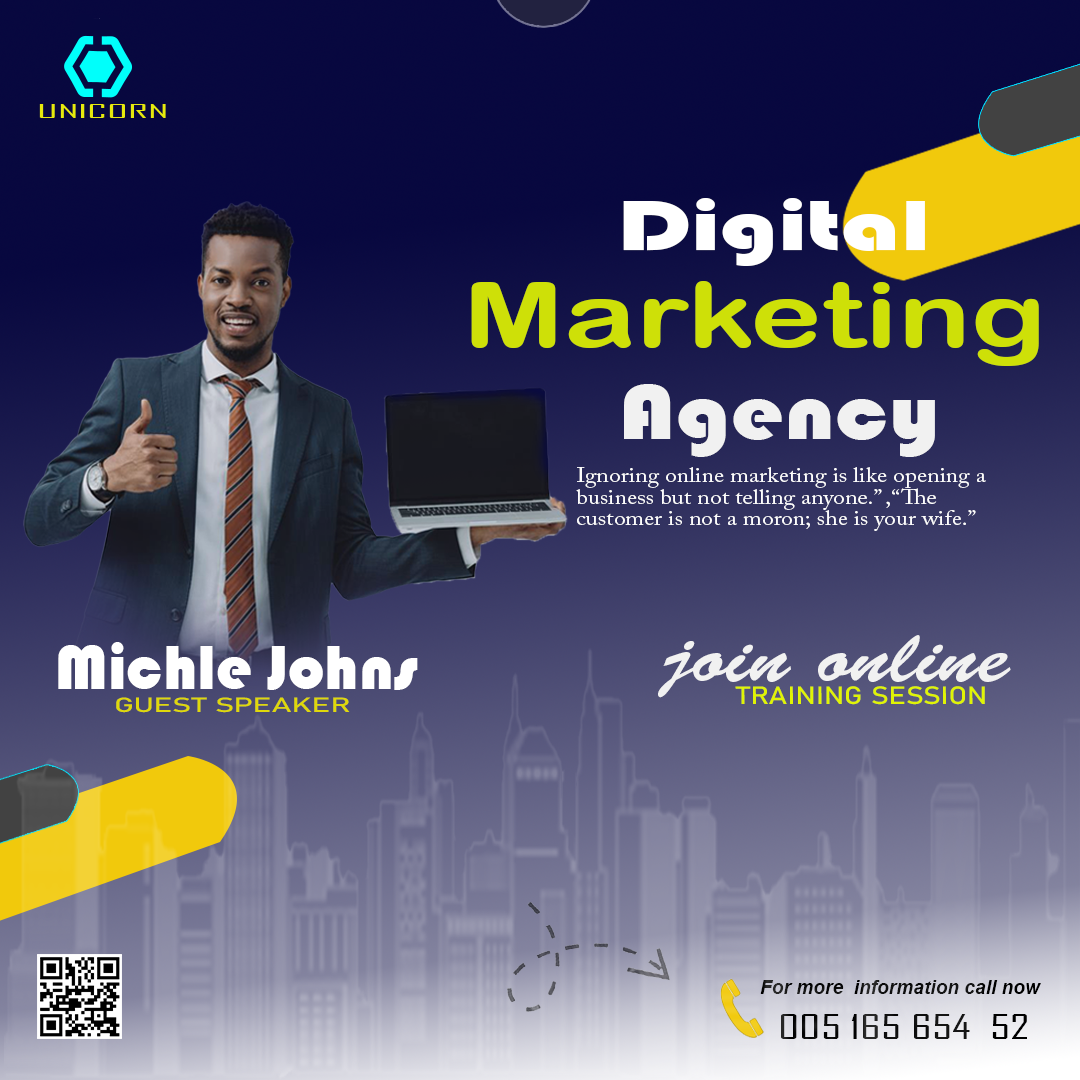 UNICORN
Digital
Marketing
Agency
Ignoring online marketing is like opening a
business but not telling anyone.” ,“The
customer is not a moron; she is your wife.”
Michle Johns
GUEST SPEAKER
join online
TRAINING SESSION
For more information call now
005 165 654 52